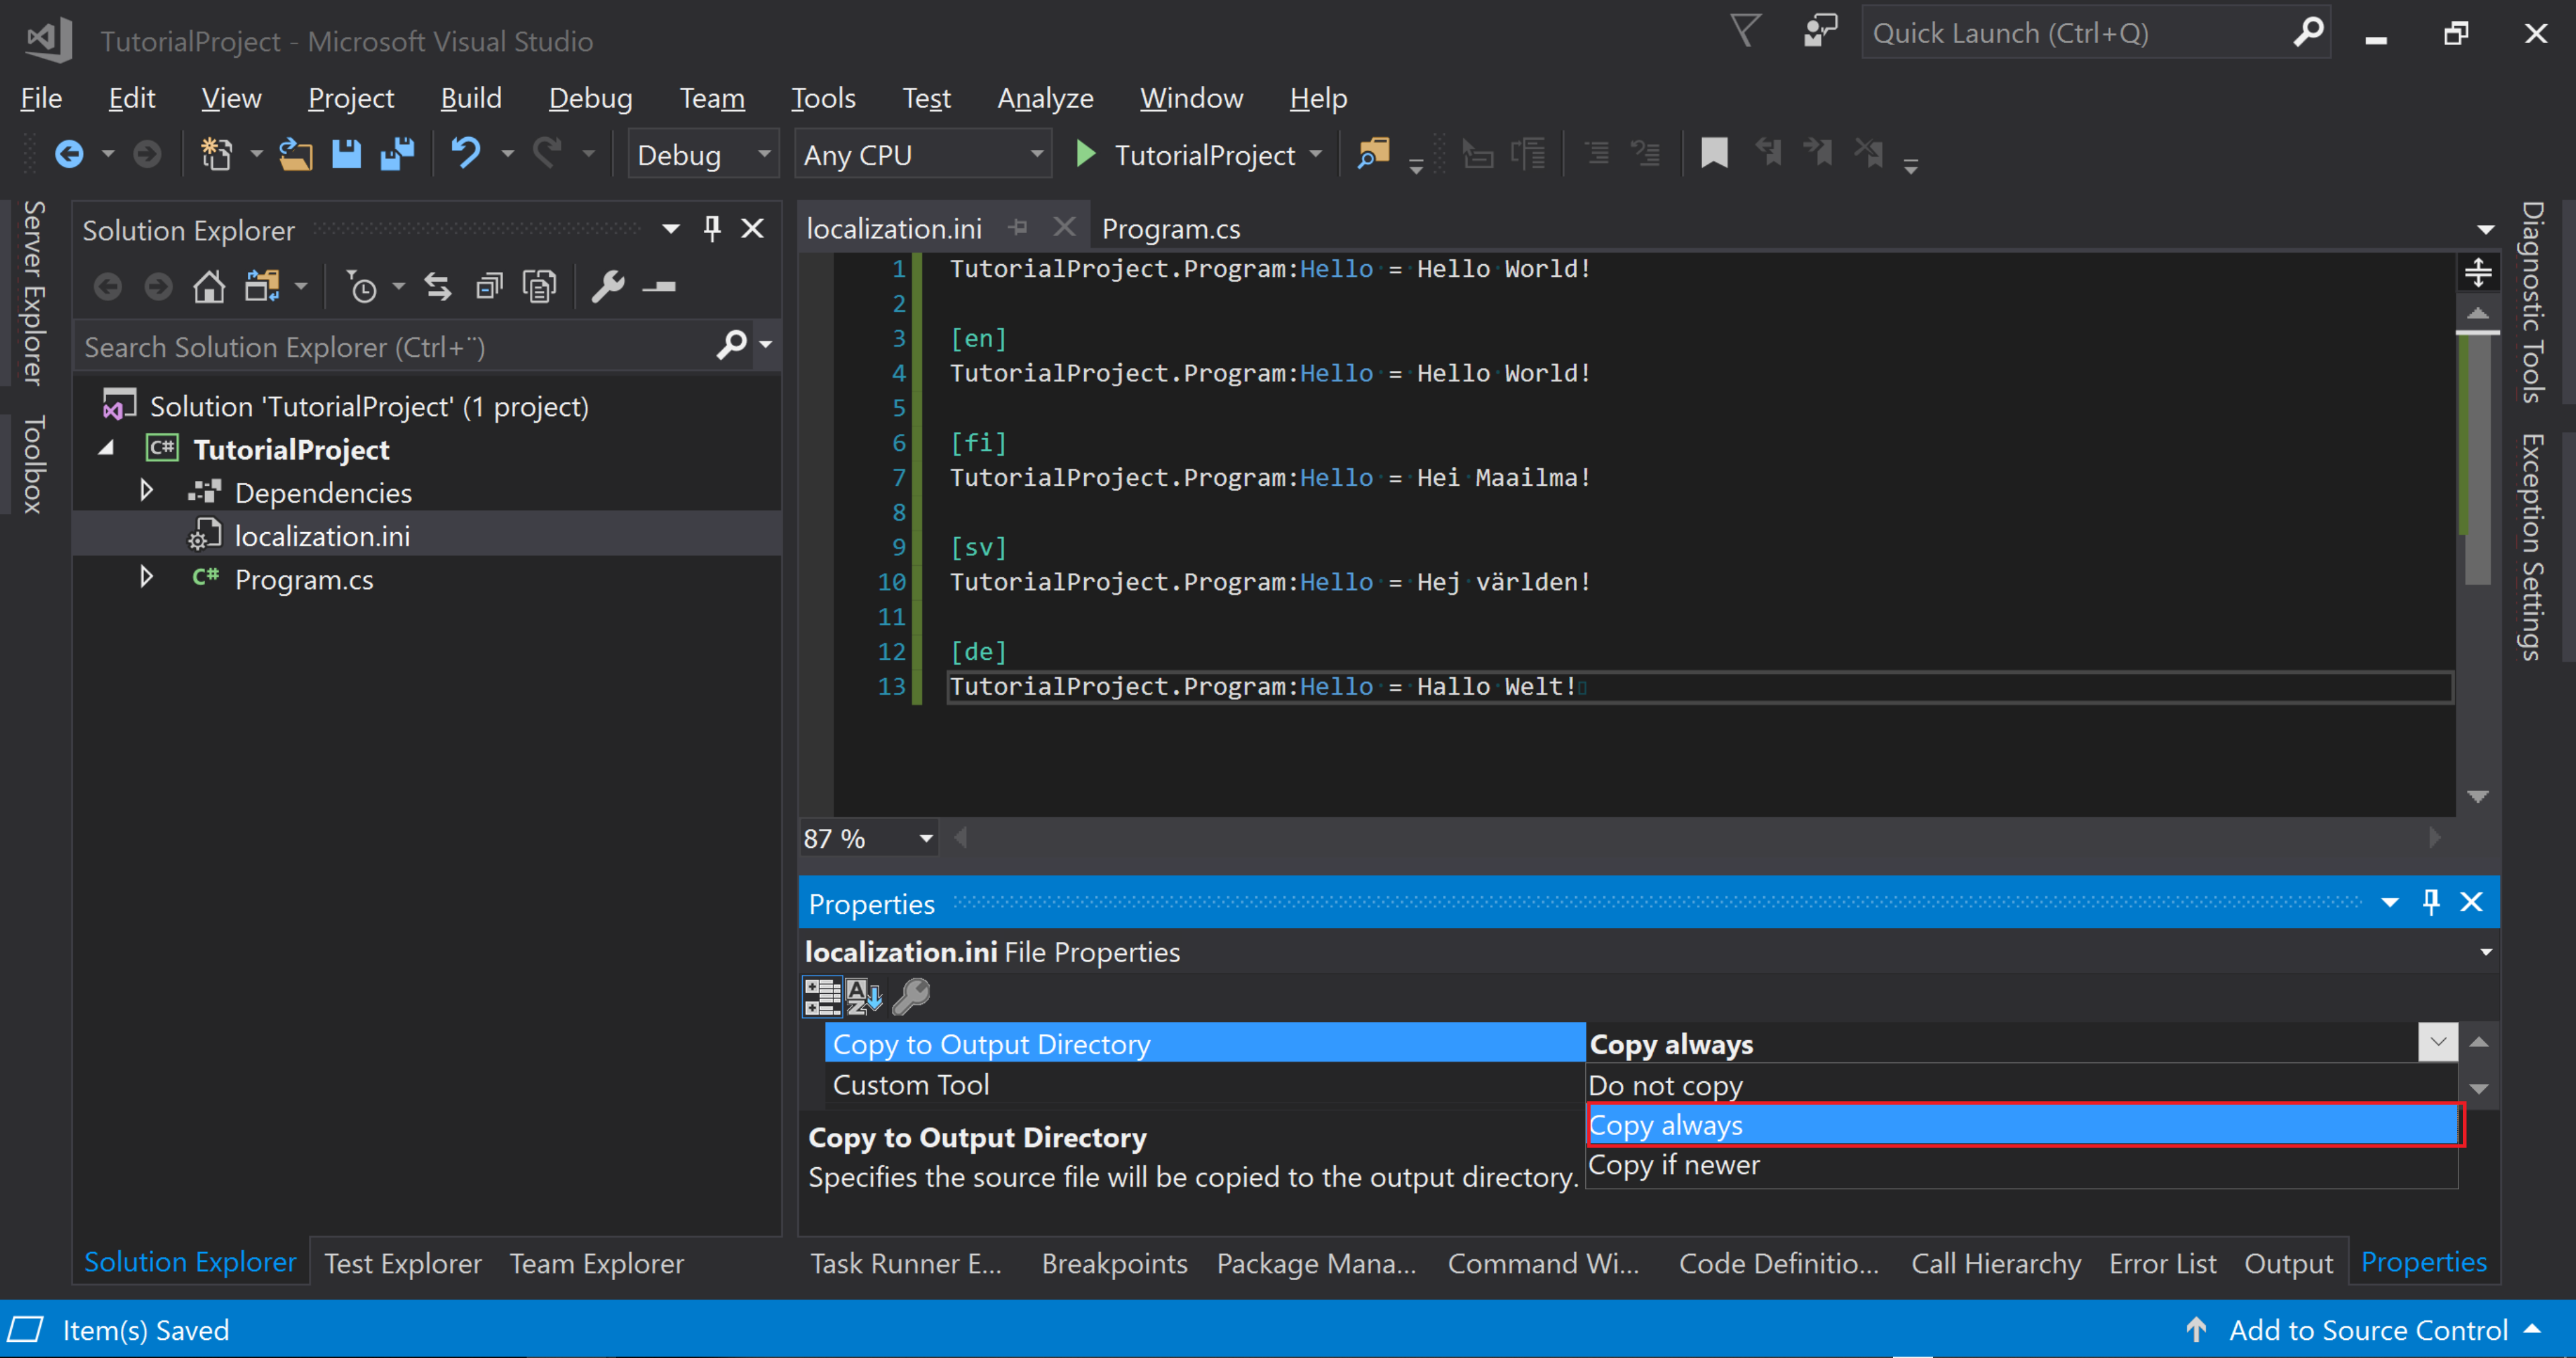 TutorialProject - Microsoft Visual Studio
Quick Launch (Ctrl+Q)
File Edit View Project Build Debug Team Tools Test Analyze Window Help
Debug Any CPU TutorialProject
Server Explorer
Toolbox
Solution Explorer
Search Solution Explorer (Ctrl+¨)
Solution 'TutorialProject' (1 project)
C# TutorialProject
Dependencies
localization.ini
C# Program.cs
Solution Explorer Test Explorer Team Explorer
localization.ini Program.cs
1 TutorialProject.Program:Hello = Hello World!
2
3 [en]
4 TutorialProject.Program:Hello = Hello World!
5
6 [fi]
7 TutorialProject.Program:Hello = Hei Maailma!
8
9 [sv]
10 TutorialProject.Program:Hello = Hej världen!
11
12 [de]
13 TutorialProject.Program:Hello = Hallo Welt!
87 %
Properties
localization.ini File Properties
AZ
Copy to Output Directory Copy always
Custom Tool
Do not copy
Copy always
Copy if newer
Copy to Output Directory
Specifies the source file will be copied to the output directory.
Task Runner E... Breakpoints Package Mana... Command Wi... Code Definitio... Call Hierarchy Error List Output Properties
Diagnostic Tools
Exception Settings
Item(s) Saved
Add to Source Control